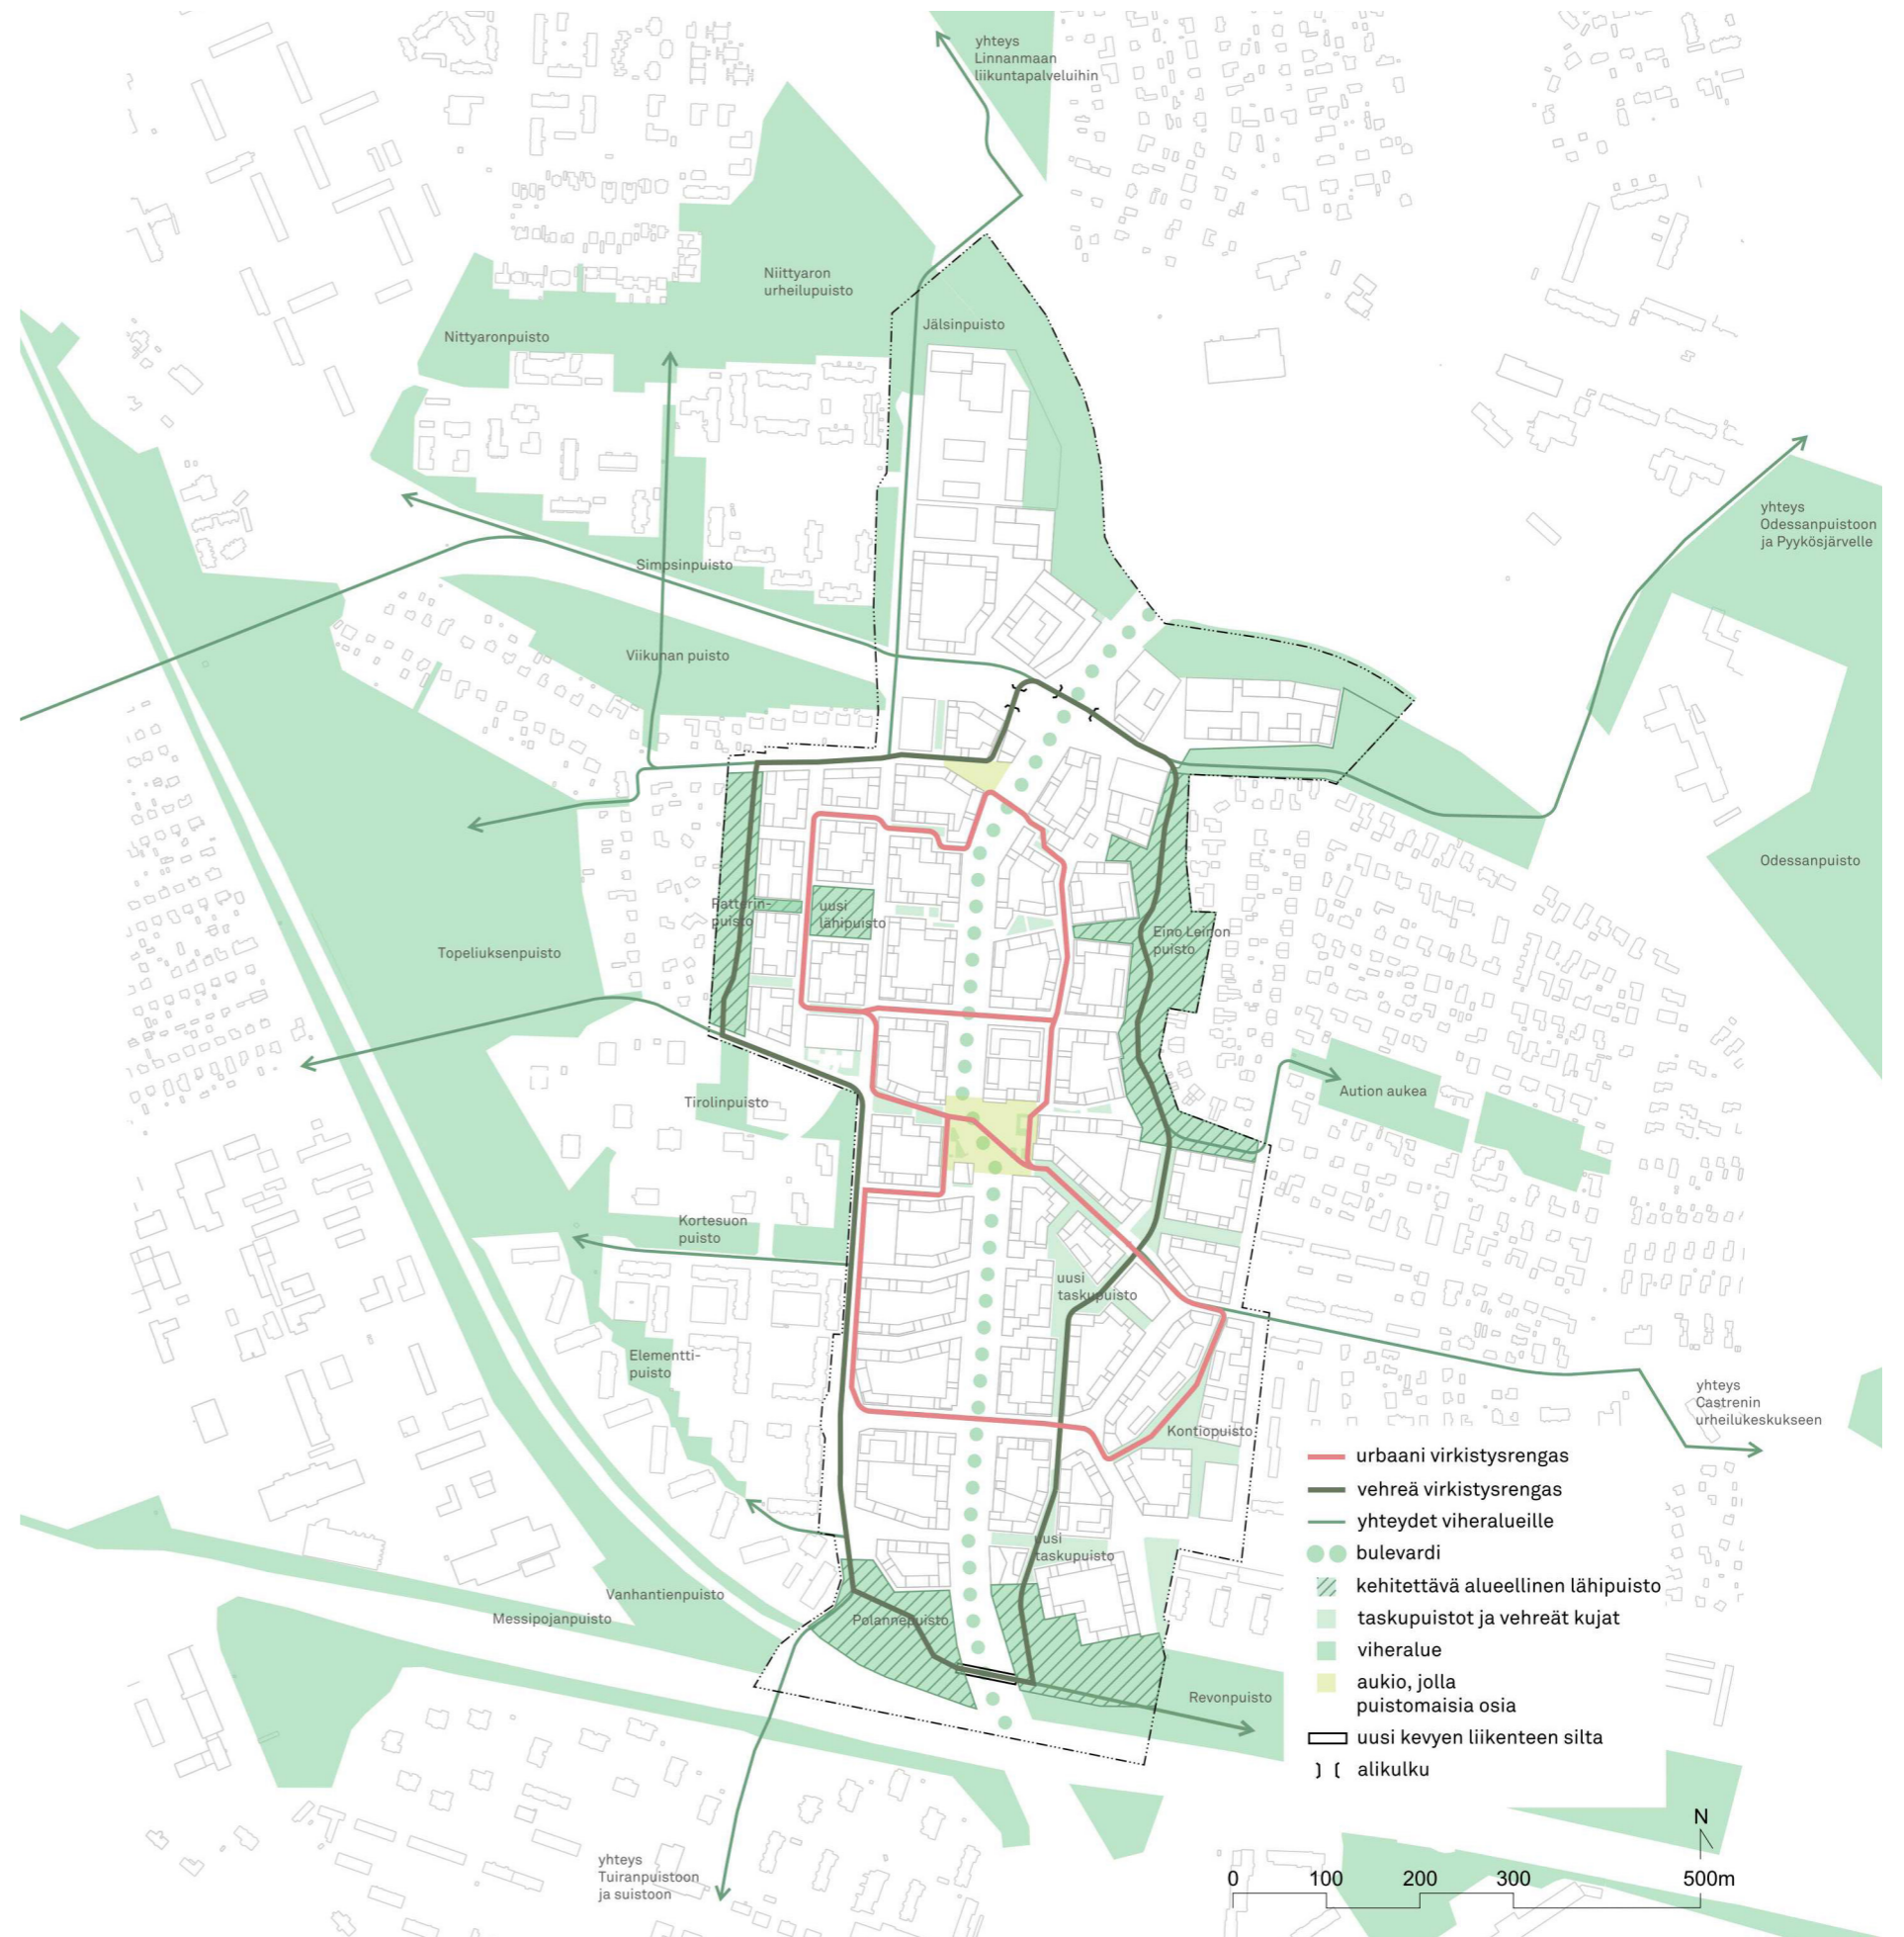 yhteys
Linnanmaan
liikuntapalveluihin
Niittyaron
urheilupuisto
Jälsinpuisto
Nittyaronpuisto
yhteys
Odessanpuistoon
ja Pyykösjärvelle
Simpsinpuisto
Viikunan puisto
Odessanpuisto
Patterin-
puisto
uusi
lähipuisto
Eino Leinon
puisto
Topeliuksenpuisto
Aution aukea
Tirolinpuisto
Kortesuon
puisto
uusi
taskupuisto
Elementti-
puisto
yhteys
Castrenin
urheilukeskukseen
Kontiopuisto
uusi
taskupuisto
Vanhantienpuisto
Messipojanpuisto
Polannepuisto
Revonpuisto
yhteys
Tuiranpuistoon
ja suistoon
urbaani virkistysrengas
vehreä virkistysrengas
yhteydet viheralueille
bulevardi
kehitettävä alueellinen lähipuisto
taskupuistot ja vehreät kujat
viheralue
aukio, jolla
puistomaisia osia
uusi kevyen liikenteen silta
alikulku
N
0 100 200 300 500m